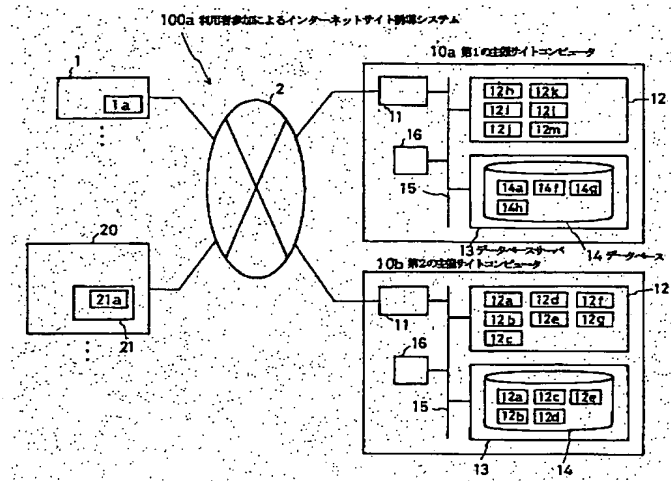 100a 利用者参加によるインターネットサイト誘導システム
1
1a
2
20
21a
21
10a 第1の主催サイトコンピュータ
11
16
15
12h 12k
12i 12l
12j 12m
12
14a 14f 14g
14h
13 データベースサーバ
14 データベース
10b 第2の主催サイトコンピュータ
11
16
15
12a 12d 12f
12b 12e 12g
12c
12
12a 12c 12e
12b 12d
13
14